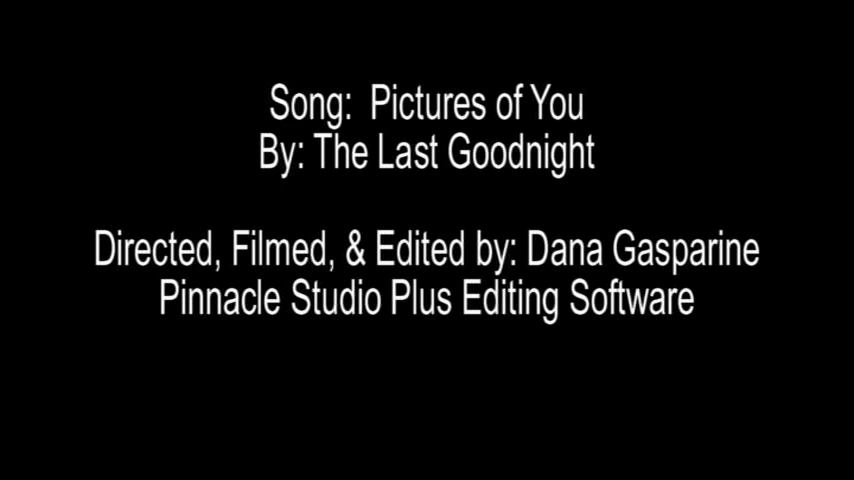 Song:  Pictures of You
By: The Last Goodnight
Directed, Filmed, & Edited by: Dana Gasparine
Pinnacle Studio Plus Editing Software